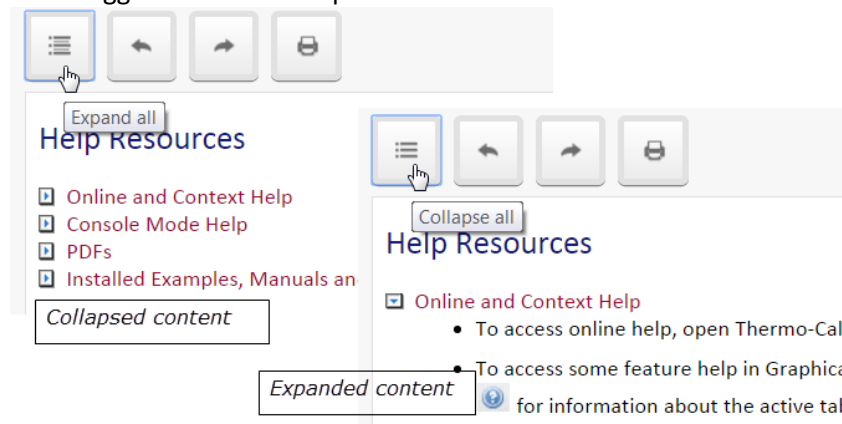 Expand all
Help Resources
Online and Context Help
Console Mode Help
PDFs
Installed Examples, Manuals an
Collapsed content
Collapse all
Help Resources
Online and Context Help
• To access online help, open Thermo-Cal
• To access some feature help in Graphica
for information about the active tab
Expanded content